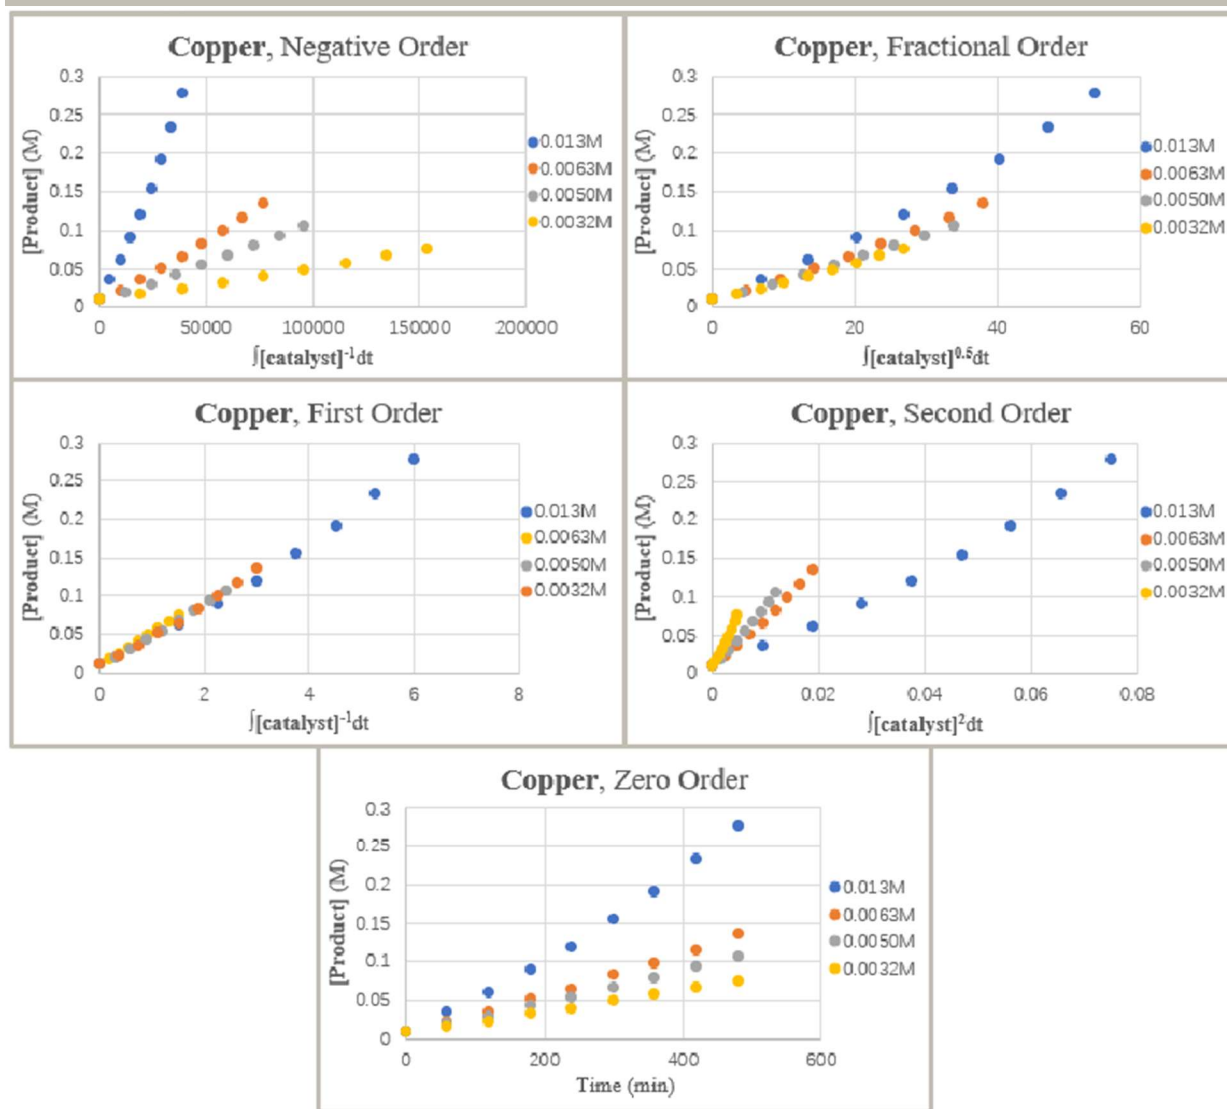 Copper, Negative Order
[Product] (M)
0.3
0.25
0.2
0.15
0.1
0.05
0
0 50000 100000 150000 200000
∫[catalyst]⁻¹dt
0.013M
0.0063M
0.0050M
0.0032M
Copper, Fractional Order
[Product] (M)
0.3
0.25
0.2
0.15
0.1
0.05
0
0 20 40 60
∫[catalyst]⁰·⁵dt
0.013M
0.0063M
0.0050M
0.0032M
Copper, First Order
[Product] (M)
0.3
0.25
0.2
0.15
0.1
0.05
0
0 2 4 6 8
∫[catalyst]⁻¹dt
0.013M
0.0063M
0.0050M
0.0032M
Copper, Second Order
[Product] (M)
0.3
0.25
0.2
0.15
0.1
0.05
0
0 0.02 0.04 0.06 0.08
∫[catalyst]²dt
0.013M
0.0063M
0.0050M
0.0032M
Copper, Zero Order
[Product] (M)
0.3
0.25
0.2
0.15
0.1
0.05
0
0 200 400 600
Time (min)
0.013M
0.0063M
0.0050M
0.0032M